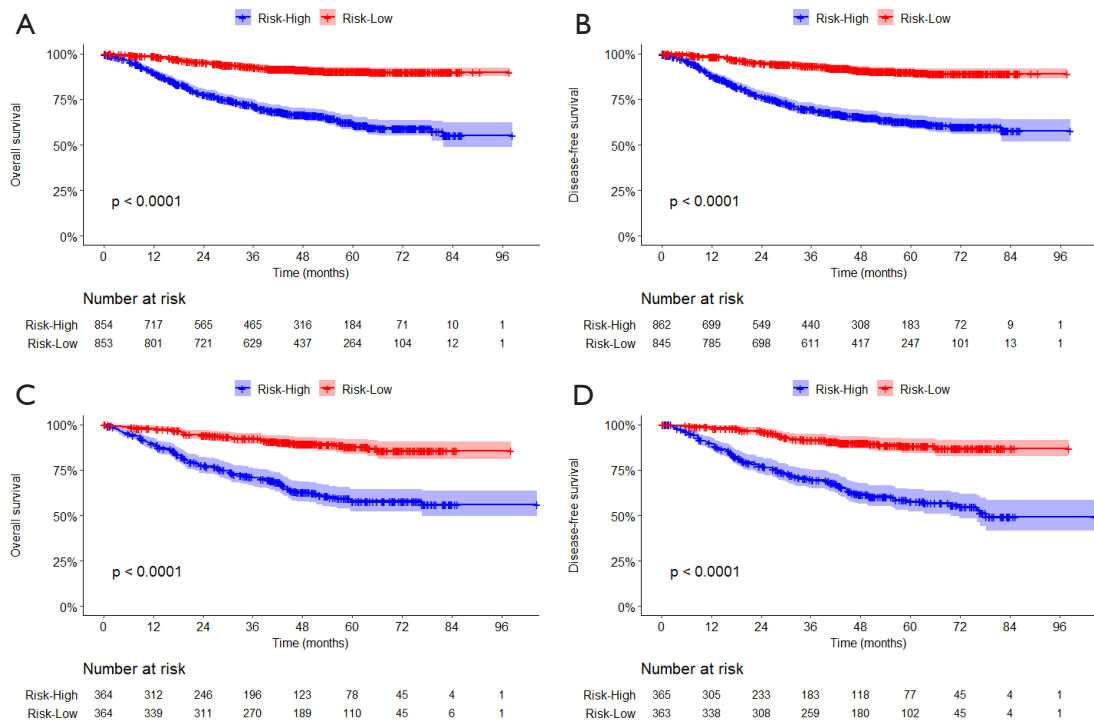 A
Risk-High Risk-Low
100%
75%
50%
25%
0%
Overall survival
p < 0.0001
0 12 24 36 48 60 72 84 96
Time (months)
Number at risk
Risk-High 854 717 565 465 316 184 71 10 1
Risk-Low 853 801 721 629 437 264 104 12 1
B
Risk-High Risk-Low
100%
75%
50%
25%
0%
Disease-free survival
p < 0.0001
0 12 24 36 48 60 72 84 96
Time (months)
Number at risk
Risk-High 862 699 549 440 308 183 72 9 1
Risk-Low 845 785 698 611 417 247 101 13 1
C
Risk-High Risk-Low
100%
75%
50%
25%
0%
Overall survival
p < 0.0001
0 12 24 36 48 60 72 84 96
Time (months)
Number at risk
Risk-High 364 312 246 196 123 78 45 4 1
Risk-Low 364 339 311 270 189 110 45 6 1
D
Risk-High Risk-Low
100%
75%
50%
25%
0%
Disease-free survival
p < 0.0001
0 12 24 36 48 60 72 84 96
Time (months)
Number at risk
Risk-High 365 305 233 183 118 77 45 4 1
Risk-Low 363 338 308 259 180 102 45 4 1